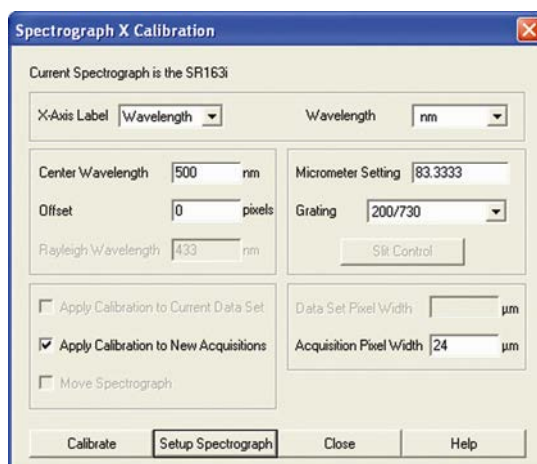 Spectrograph X Calibration
Current Spectrograph is the SR163i
X-Axis Label Wavelength Wavelength nm
Center Wavelength 500 nm
Offset 0 pixels
Rayleigh Wavelength 433 nm
Micrometer Setting 83.3333
Grating 200/730
Slit Control
Apply Calibration to Current Data Set
Apply Calibration to New Acquisitions
Move Spectrograph
Data Set Pixel Width µm
Acquisition Pixel Width 24 µm
Calibrate Setup Spectrograph Close Help